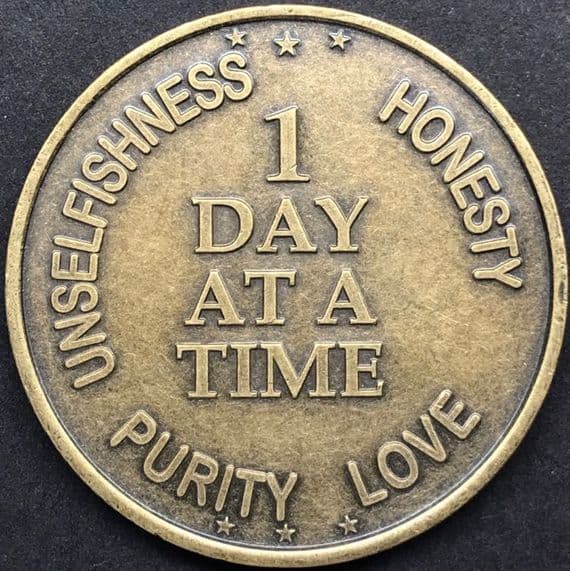 UNSELFISHNESS
HONESTY
1
DAY
AT A
TIME
PURITY
LOVE